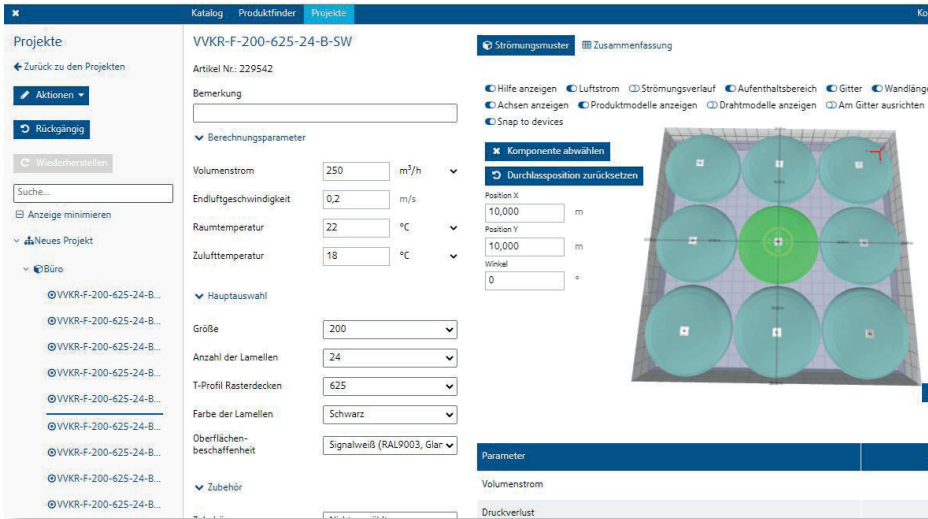 Katalog Produktfinder Projekte
Projekte
Zurück zu den Projekten
Aktionen
Rückgängig
Wiederherstellen
Suche...
Anzeige minimieren
Neues Projekt
Büro
VVKR-F-200-625-24-B...
VVKR-F-200-625-24-B...
VVKR-F-200-625-24-B...
VVKR-F-200-625-24-B...
VVKR-F-200-625-24-B...
VVKR-F-200-625-24-B...
VVKR-F-200-625-24-B...
VVKR-F-200-625-24-B...
VVKR-F-200-625-24-B...
VVKR-F-200-625-24-B-SW
Artikel Nr.: 229542
Bemerkung
Berechnungsparameter
Volumenstrom 250 m³/h
Endluftgeschwindigkeit 0,2 m/s
Raumtemperatur 22 °C
Zulufttemperatur 18 °C
Hauptauswahl
Größe 200
Anzahl der Lamellen 24
T-Profil Rasterdecken 625
Farbe der Lamellen Schwarz
Oberflächen-
beschaffenheit Signalweiß (RAL9003, Glar
Zubehör
Strömungsmuster Zusammenfassung
Hilfe anzeigen Luftstrom Strömungsverlauf Aufenthaltsbereich Gitter Wandlänge
Achsen anzeigen Produktmodelle anzeigen Drahtmodelle anzeigen Am Gitter ausrichten
Snap to devices
Komponente abwählen
Durchlassposition zurücksetzen
Position X
10,000 m
Position Y
10,000 m
Winkel
0 °
Parameter
Volumenstrom
Druckverlust